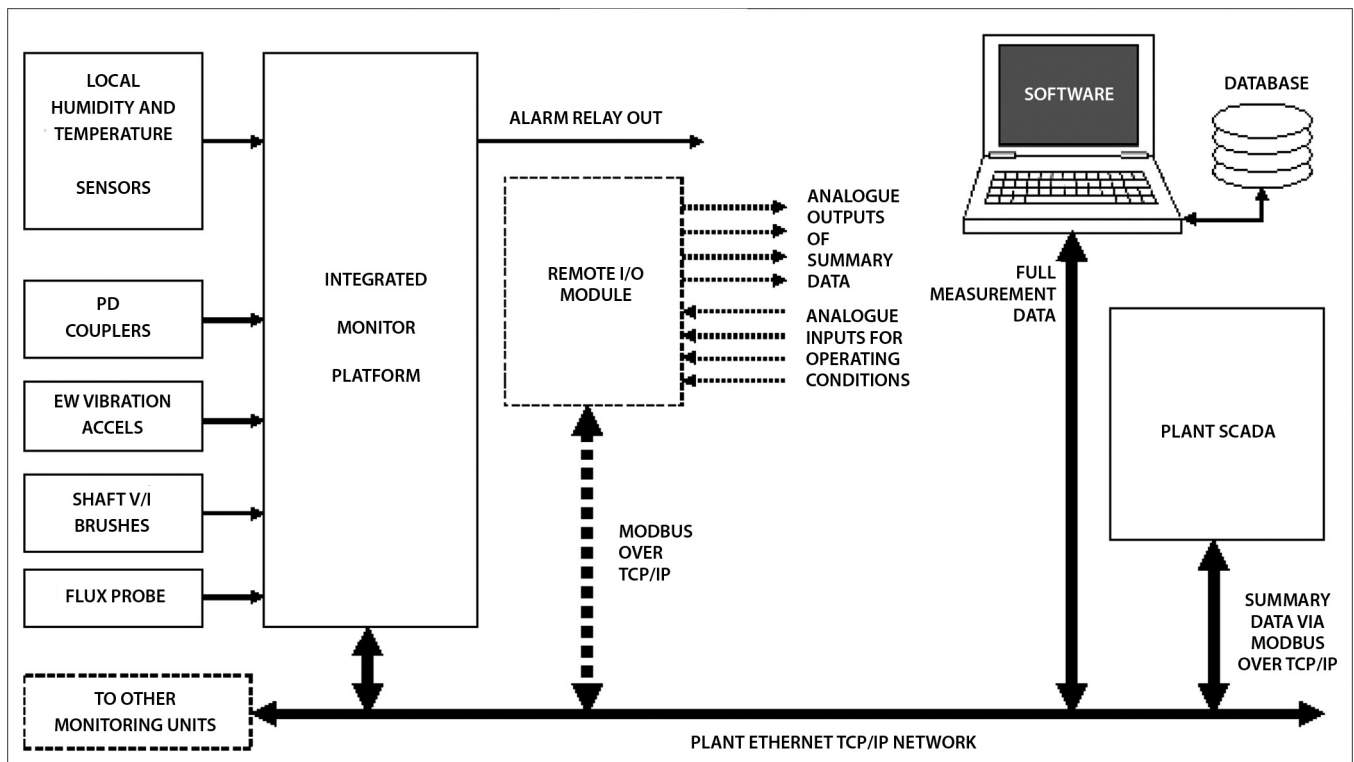 LOCAL
HUMIDITY AND
TEMPERATURE
SENSORS
PD
COUPLERS
EW VIBRATION
ACCELS
SHAFT V/I
BRUSHES
FLUX PROBE
TO OTHER
MONITORING UNITS
INTEGRATED
MONITOR
PLATFORM
ALARM RELAY OUT
REMOTE I/O
MODULE
ANALOGUE
OUTPUTS
OF
SUMMARY
DATA
ANALOGUE
INPUTS FOR
OPERATING
CONDITIONS
MODBUS
OVER
TCP/IP
SOFTWARE
DATABASE
FULL
MEASUREMENT
DATA
PLANT SCADA
SUMMARY
DATA VIA
MODBUS
OVER TCP/IP
PLANT ETHERNET TCP/IP NETWORK